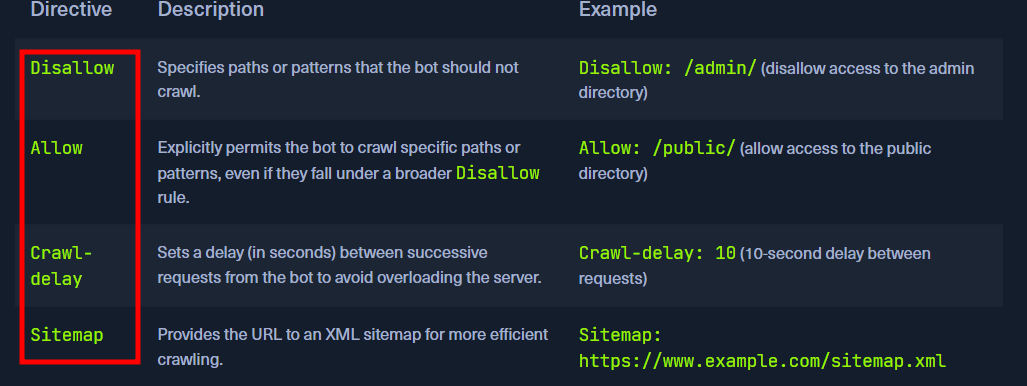 Directive Description Example
Disallow Specifies paths or patterns that the bot should not Disallow: /admin/ (disallow access to the admin
crawl. directory)
Allow Explicitly permits the bot to crawl specific paths or Allow: /public/ (allow access to the public
patterns, even if they fall under a broader Disallow directory)
rule.
Crawl- Sets a delay (in seconds) between successive Crawl-delay: 10 (10-second delay between
delay requests from the bot to avoid overloading the server. requests)
Sitemap Provides the URL to an XML sitemap for more efficient Sitemap:
crawling. https://www.example.com/sitemap.xml